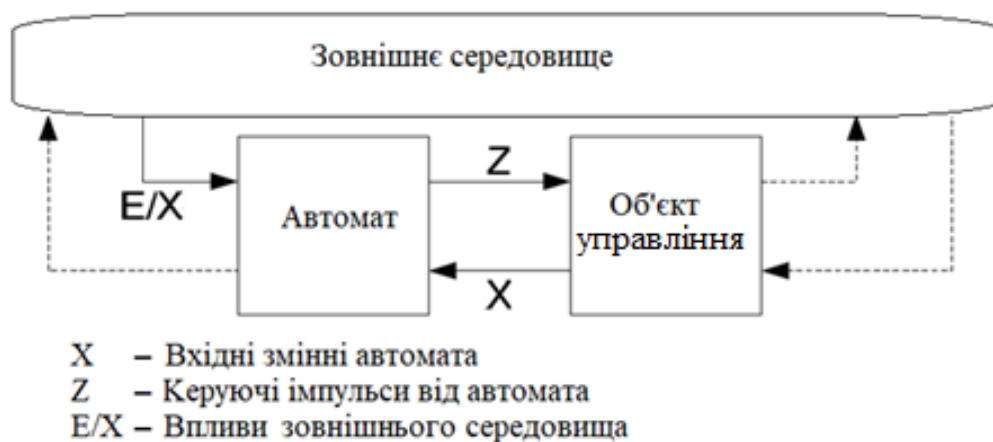 Зовнішнє середовище
E/X
Автомат
Z
X
Об'єкт
управління
X – Вхідні змінні автомата
Z – Керуючі імпульси від автомата
E/X – Впливи зовнішнього середовища